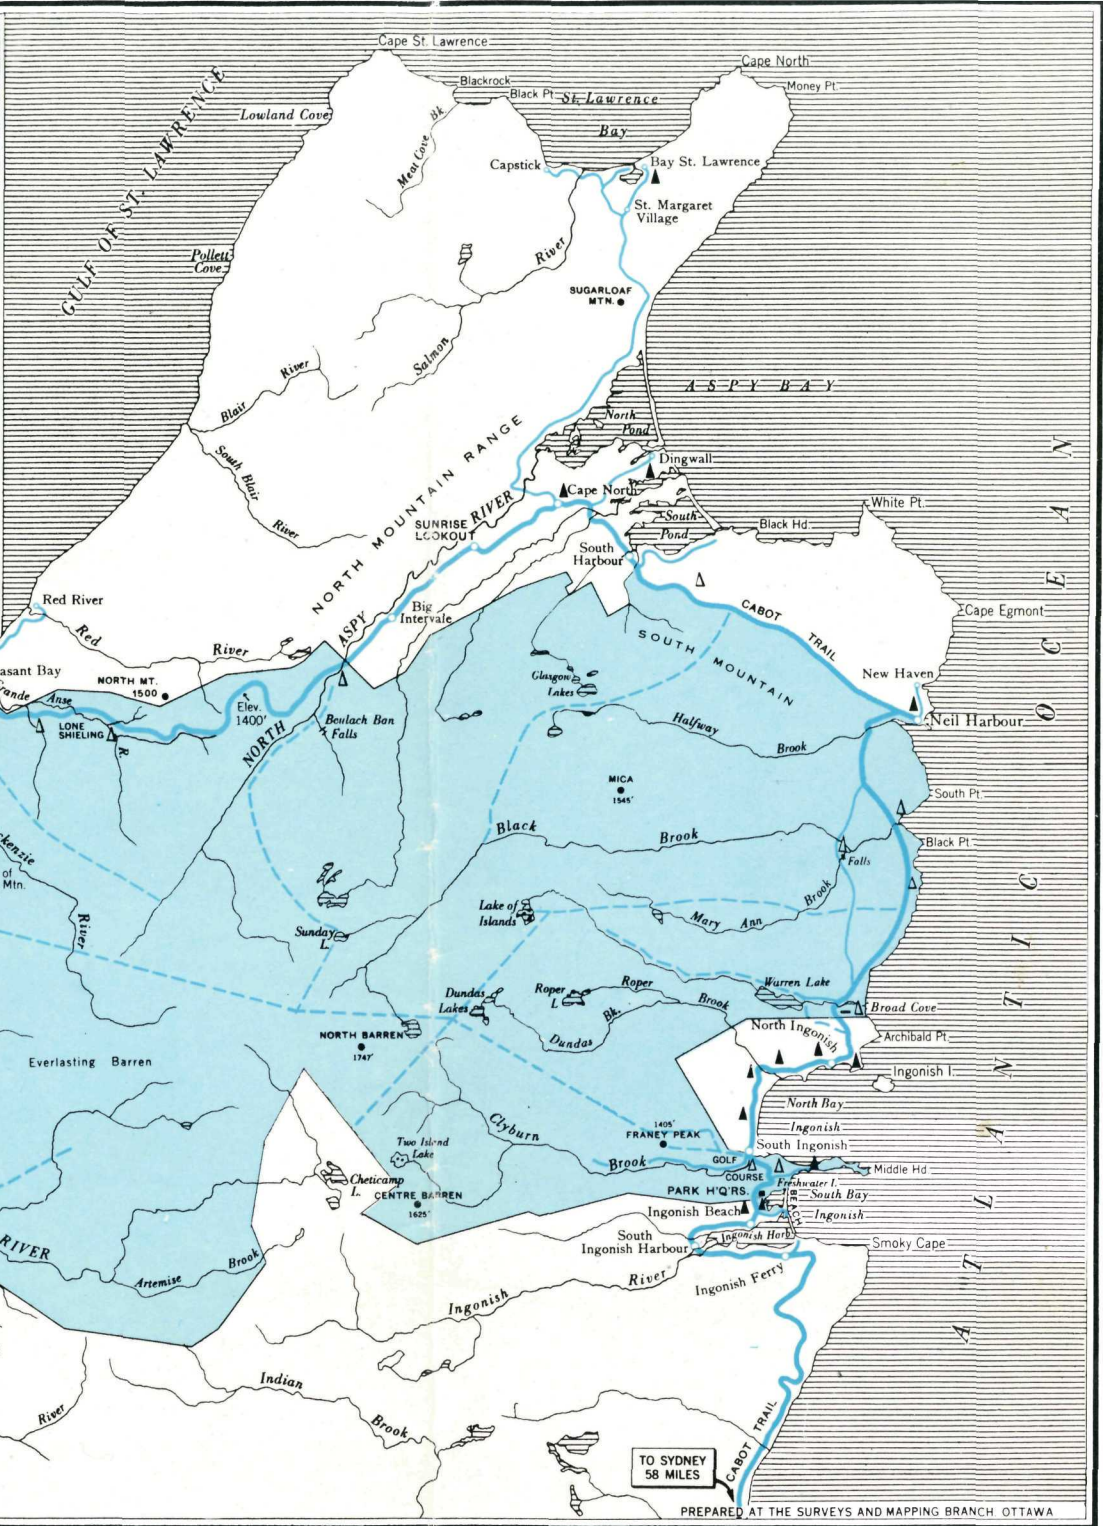 Cape St. Lawrence
Cape North
Blackrock
Money Pt.
Black Pt.
St. Lawrence
Bay
GULF OF ST. LAWRENCE
Lowland Cove
Meat Cove Bk
Capstick
Bay St. Lawrence
St. Margaret
Village
River
Pollett
Cove
SUGARLOAF
MTN.
Salmon
River
Blair
ASPY BAY
North
Pond
South Blair
River
NORTH MOUNTAIN RANGE
Dingwall
Cape North
RIVER
SUNRISE
LOOKOUT
White Pt.
South
Pond
Black Hd.
South
Harbour
ATLANTIC OCEAN
Red River
Big
Intervale
ASPY
CABOT
TRAIL
Cape Egmont
Red
River
SOUTH MOUNTAIN
asant Bay
NORTH MT.
1500
Glasgow
Lakes
New Haven
rande Anse
R.
Elev.
1400'
LONE
SHIELING
Beulach Ban
Falls
NORTH
Halfway
Brook
Neil Harbour
MICA
1545'
South Pt.
Black
Brook
Black Pt.
Falls
ckenzie
of
Mtn.
River
Lake of
Islands
Mary Ann
Brook
Sunday
L.
Dundas
Lakes
Roper
L
Roper
Brook
Warren Lake
Broad Cove
Dundas
Bk.
NORTH BARREN
1747'
North Ingonish
Archibald Pt.
Everlasting Barren
Ingonish I.
North Bay
Ingonish
Clyburn
Brook
1405'
FRANEY PEAK
South Ingonish
Two Island
Lake
GOLF
COURSE
Middle Hd
Cheticamp
L.
CENTRE BARREN
1625'
PARK H'Q'RS.
Freshwater L.
BEACH
South Bay
Ingonish
Ingonish Beach
South
Ingonish Harbour
Ingonish Harb.
Smoky Cape
RIVER
Artemise
Brook
Ingonish
River
Ingonish Ferry
Indian
Brook
River
CABOT TRAIL
TO SYDNEY
58 MILES
PREPARED AT THE SURVEYS AND MAPPING BRANCH OTTAWA